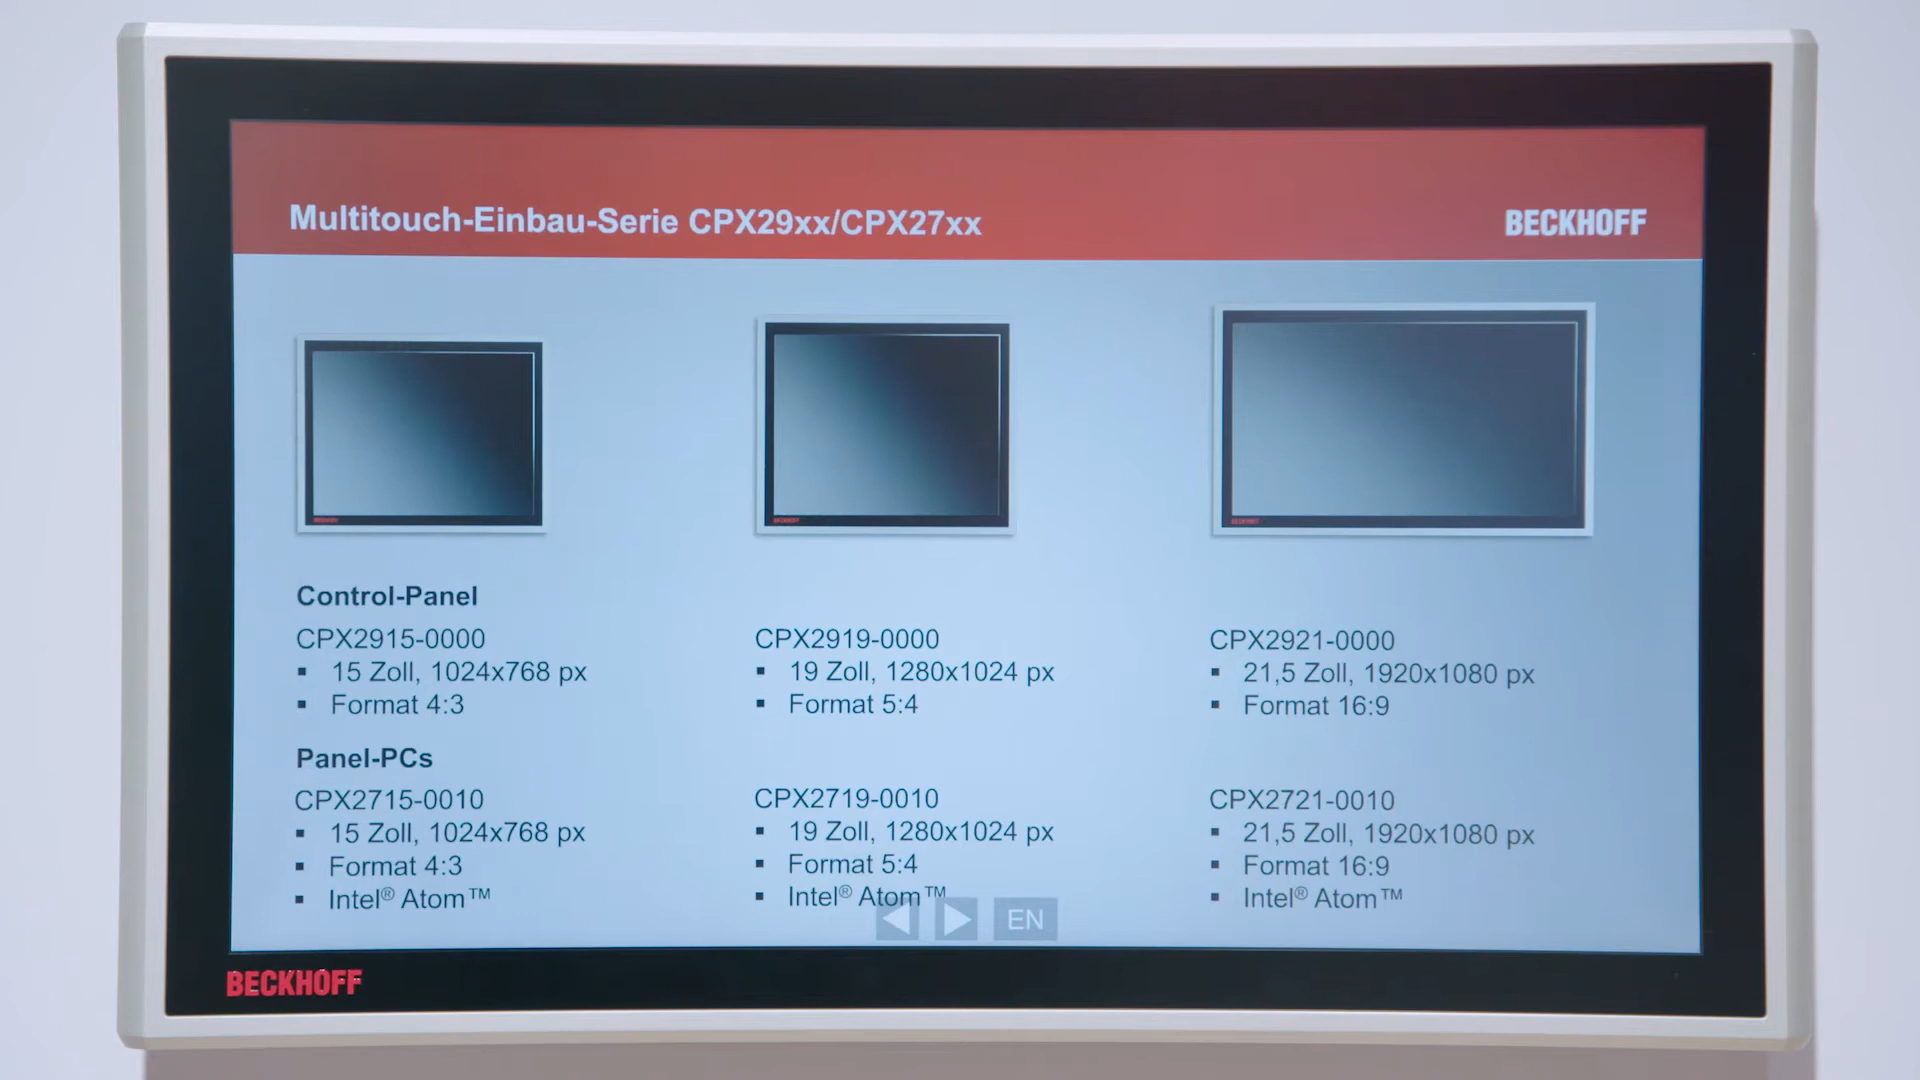 Multitouch-Einbau-Serie CPX29xx/CPX27xx
BECKHOFF
Control-Panel
CPX2915-0000
▪ 15 Zoll, 1024x768 px
▪ Format 4:3
Panel-PCs
CPX2715-0010
▪ 15 Zoll, 1024x768 px
▪ Format 4:3
▪ Intel® Atom™
CPX2919-0000
▪ 19 Zoll, 1280x1024 px
▪ Format 5:4
CPX2719-0010
▪ 19 Zoll, 1280x1024 px
▪ Format 5:4
▪ Intel® Atom™
CPX2921-0000
▪ 21,5 Zoll, 1920x1080 px
▪ Format 16:9
CPX2721-0010
▪ 21,5 Zoll, 1920x1080 px
▪ Format 16:9
▪ Intel® Atom™
EN
BECKHOFF